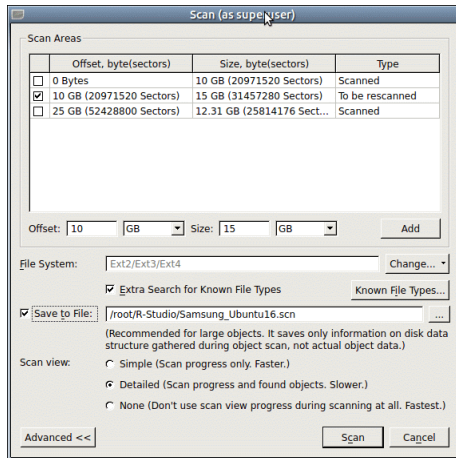 Scan (as superuser)
Scan Areas
Offset, byte(sectors) Size, byte(sectors) Type
0 Bytes 10 GB (20971520 Sectors) Scanned
10 GB (20971520 Sectors) 15 GB (31457280 Sectors) To be rescanned
25 GB (52428800 Sectors) 12.31 GB (25814176 Sect... Scanned
Offset: 10 GB Size: 15 GB Add
File System: Ext2/Ext3/Ext4 Change...
Extra Search for Known File Types Known File Types...
Save to File: /root/R-Studio/Samsung_Ubuntu16.scn ...
(Recommended for large objects. It saves only information on disk data
structure gathered during object scan, not actual object data.)
Scan view: Simple (Scan progress only. Faster.)
Detailed (Scan progress and found objects. Slower.)
None (Don't use scan view progress during scanning at all. Fastest.)
Advanced << Scan Cancel